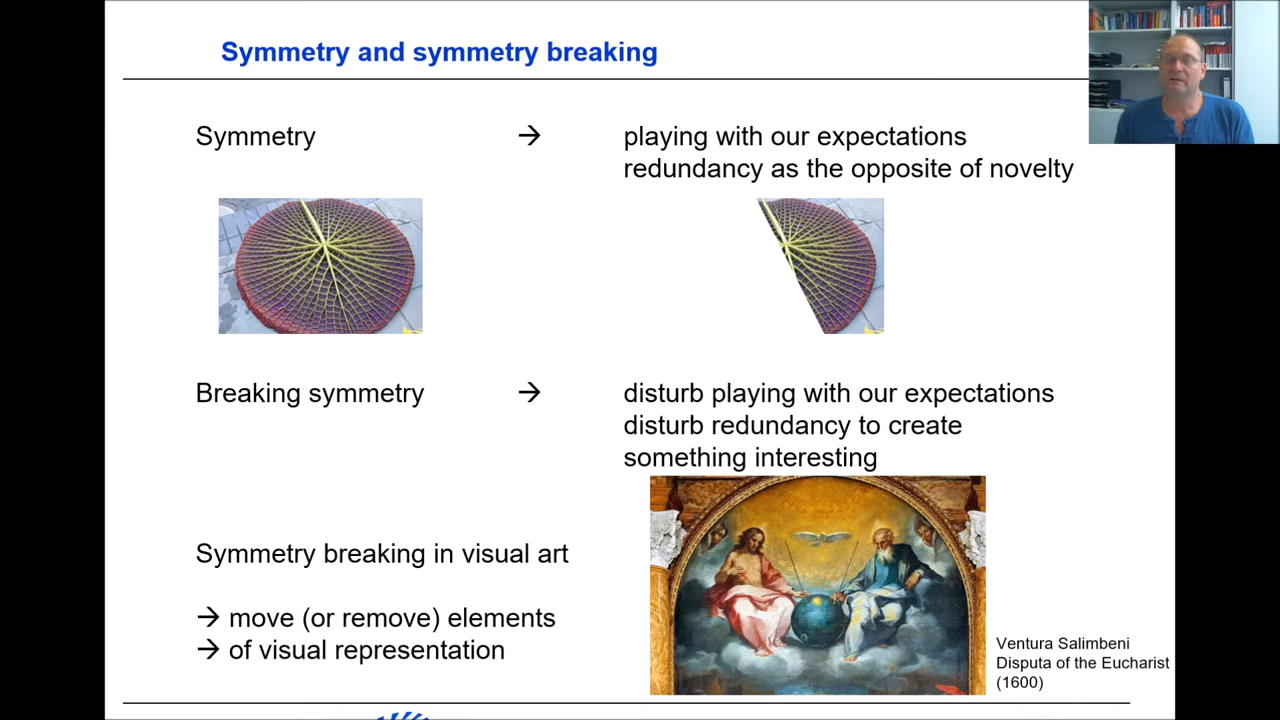 Symmetry and symmetry breaking
Symmetry → playing with our expectations
redundancy as the opposite of novelty
Breaking symmetry → disturb playing with our expectations
disturb redundancy to create
something interesting
Symmetry breaking in visual art
→ move (or remove) elements
→ of visual representation
Ventura Salimbeni
Disputa of the Eucharist
(1600)